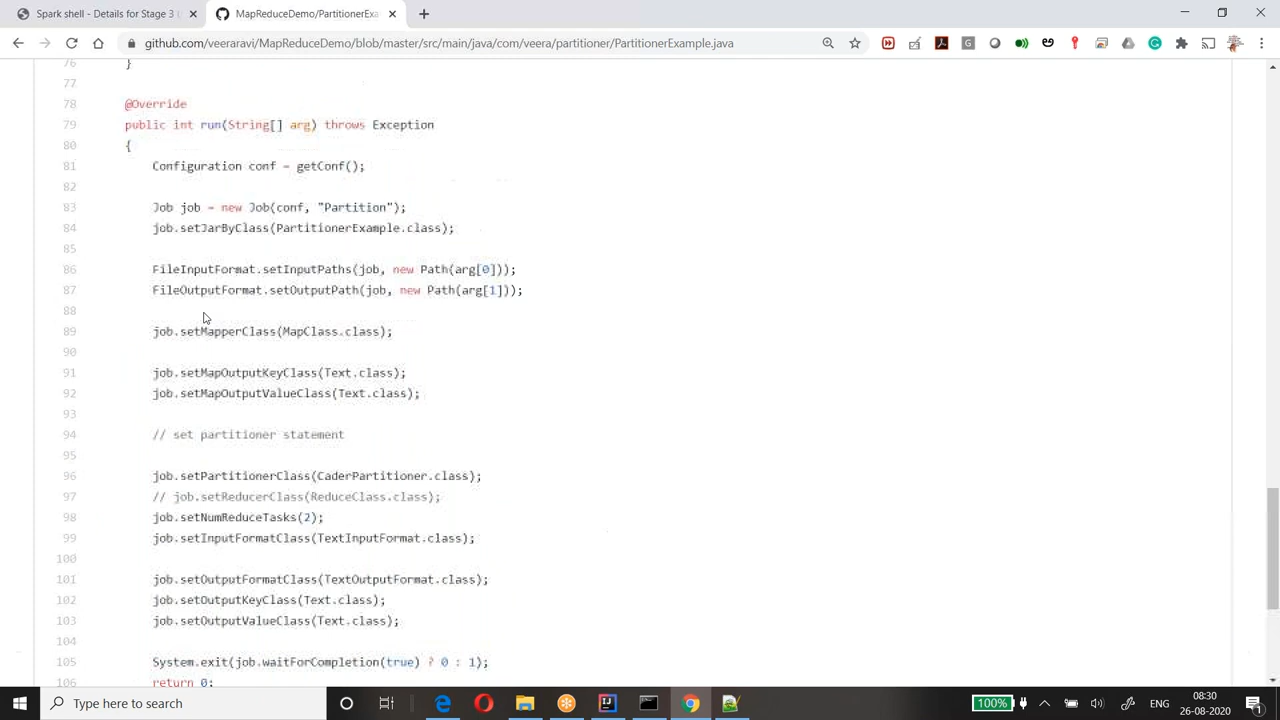 Spark shell - Details for Stage 3 (
MapReduceDemo/PartitionerExa
github.com/veeraravi/MapReduceDemo/blob/master/src/main/java/com/veera/partitioner/PartitionerExample.java
76 }
77
78 @Override
79 public int run(String[] arg) throws Exception
80 {
81 Configuration conf = getConf();
82
83 Job job = new Job(conf, "Partition");
84 job.setJarByClass(PartitionerExample.class);
85
86 FileInputFormat.setInputPaths(job, new Path(arg[0]));
87 FileOutputFormat.setOutputPath(job, new Path(arg[1]));
88
89 job.setMapperClass(MapClass.class);
90
91 job.setMapOutputKeyClass(Text.class);
92 job.setMapOutputValueClass(Text.class);
93
94 // set partitioner statement
95
96 job.setPartitionerClass(CaderPartitioner.class);
97 // job.setReducerClass(ReduceClass.class);
98 job.setNumReduceTasks(2);
99 job.setInputFormatClass(TextInputFormat.class);
100
101 job.setOutputFormatClass(TextOutputFormat.class);
102 job.setOutputKeyClass(Text.class);
103 job.setOutputValueClass(Text.class);
104
105 System.exit(job.waitForCompletion(true) ? 0 : 1);
106 return 0;
Type here to search
100%
ENG
08:30
26-08-2020